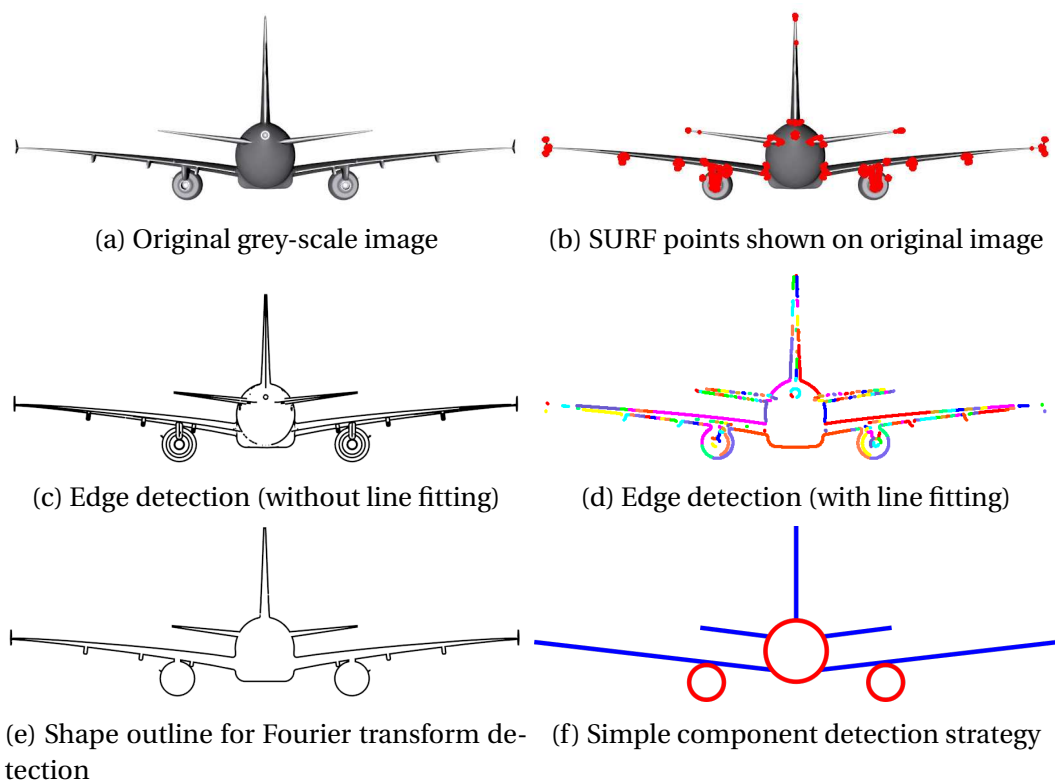 (a) Original grey-scale image
(b) SURF points shown on original image
(c) Edge detection (without line fitting)
(d) Edge detection (with line fitting)
(e) Shape outline for Fourier transform de-
tection
(f) Simple component detection strategy